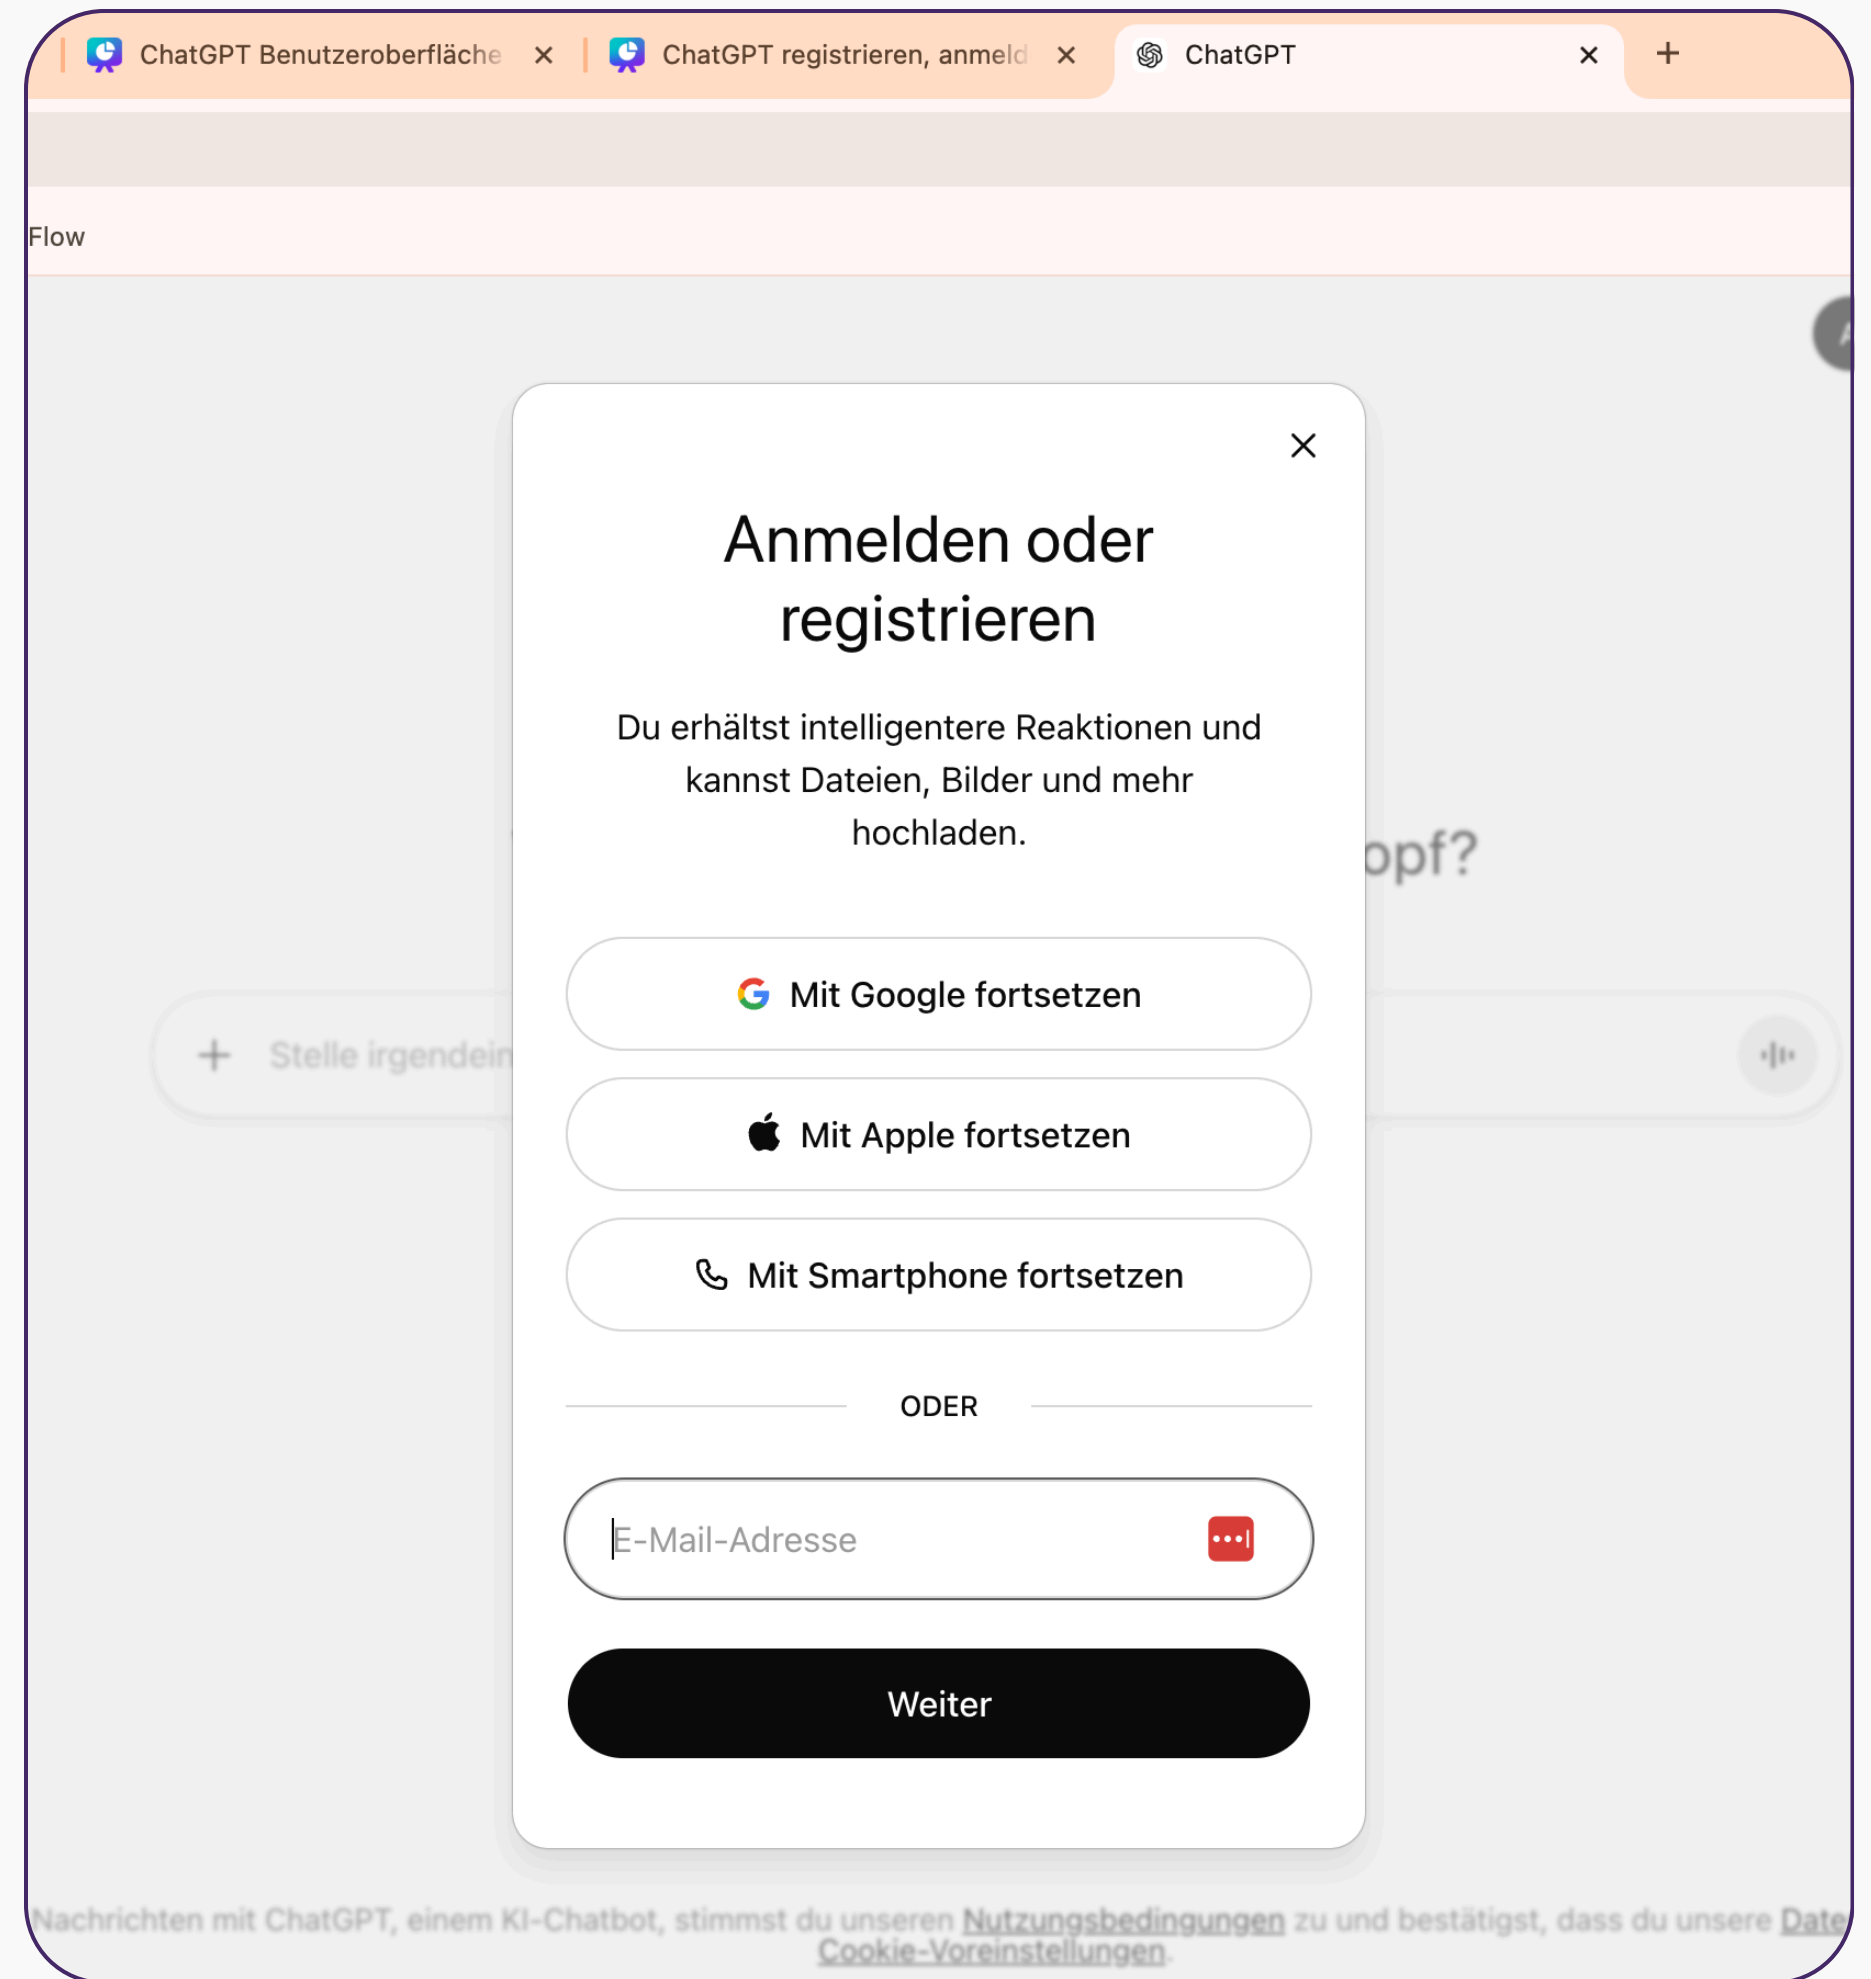 ChatGPT Benutzeroberfläche
ChatGPT registrieren, anmeld
ChatGPT
Flow
Anmelden oder
registrieren
Du erhältst intelligentere Reaktionen und
kannst Dateien, Bilder und mehr
hochladen.
opf?
Mit Google fortsetzen
Stelle irgendein
Mit Apple fortsetzen
Mit Smartphone fortsetzen
ODER
E-Mail-Adresse
Weiter
Nachrichten mit ChatGPT, einem KI-Chatbot, stimmst du unseren Nutzungsbedingungen zu und bestätigst, dass du unsere Date
Cookie-Voreinstellungen.